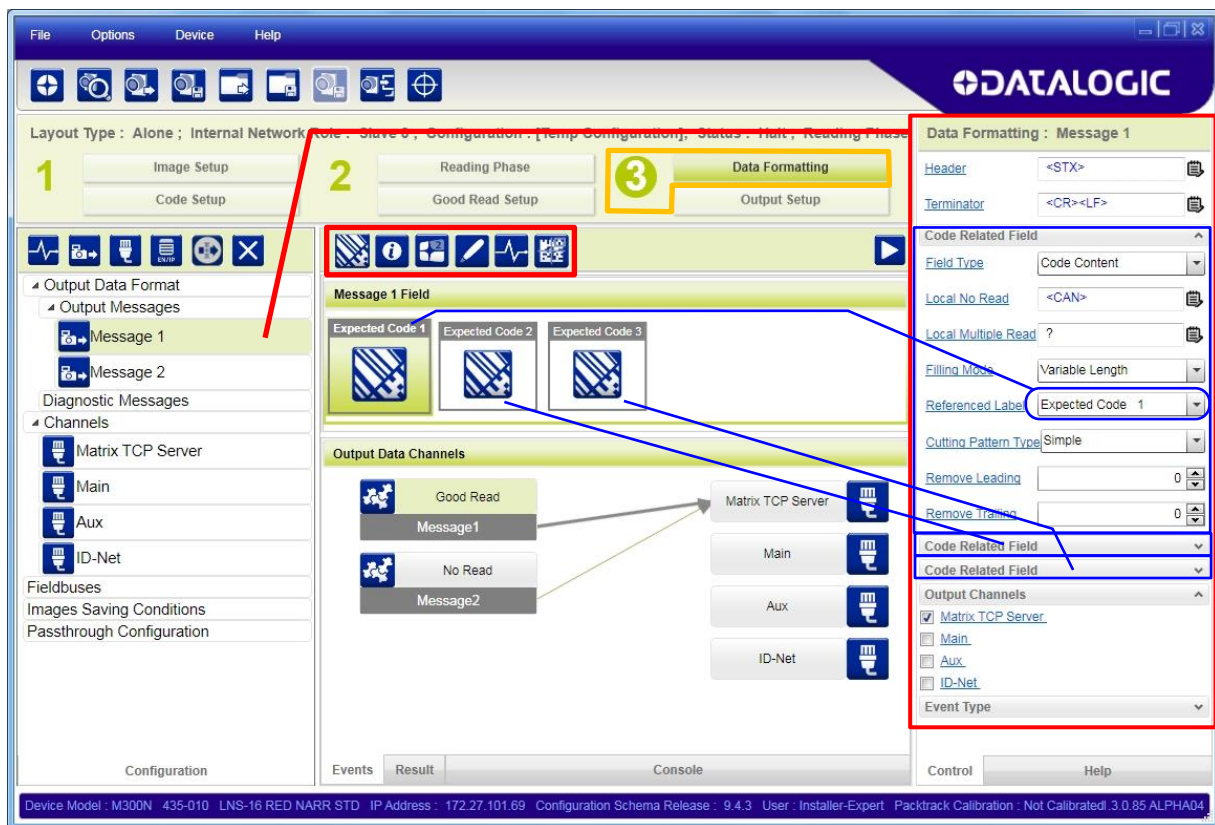 File Options Device Help
DATALOGIC
Layout Type : Alone ; Internal Network Role : Slave 0 ; Configuration : [Temp Configuration], Status : Halt ; Reading Phase
1
Image Setup
Code Setup
2
Reading Phase
Good Read Setup
3
Data Formatting
Output Setup
EN/IP
Output Data Format
Output Messages
Message 1
Message 2
Diagnostic Messages
Channels
Matrix TCP Server
Main
Aux
ID-Net
Fieldbuses
Images Saving Conditions
Passthrough Configuration
Configuration
Message 1 Field
Expected Code 1
Expected Code 2
Expected Code 3
Output Data Channels
Good Read
Message1
No Read
Message2
Matrix TCP Server
Main
Aux
ID-Net
Events Result Console
Data Formatting : Message 1
Header <STX>
Terminator <CR><LF>
Code Related Field
Field Type Code Content
Local No Read <CAN>
Local Multiple Read ?
Filling Mode Variable Length
Referenced Label Expected Code 1
Cutting Pattern Type Simple
Remove Leading 0
Remove Trailing 0
Code Related Field
Code Related Field
Output Channels
Matrix TCP Server
Main
Aux
ID-Net
Event Type
Control Help
Device Model : M300N 435-010 LNS-16 RED NARR STD IP Address : 172.27.101.69 Configuration Schema Release : 9.4.3 User : Installer-Expert Packtrack Calibration : Not Calibrated!.3.0.85 ALPHA04